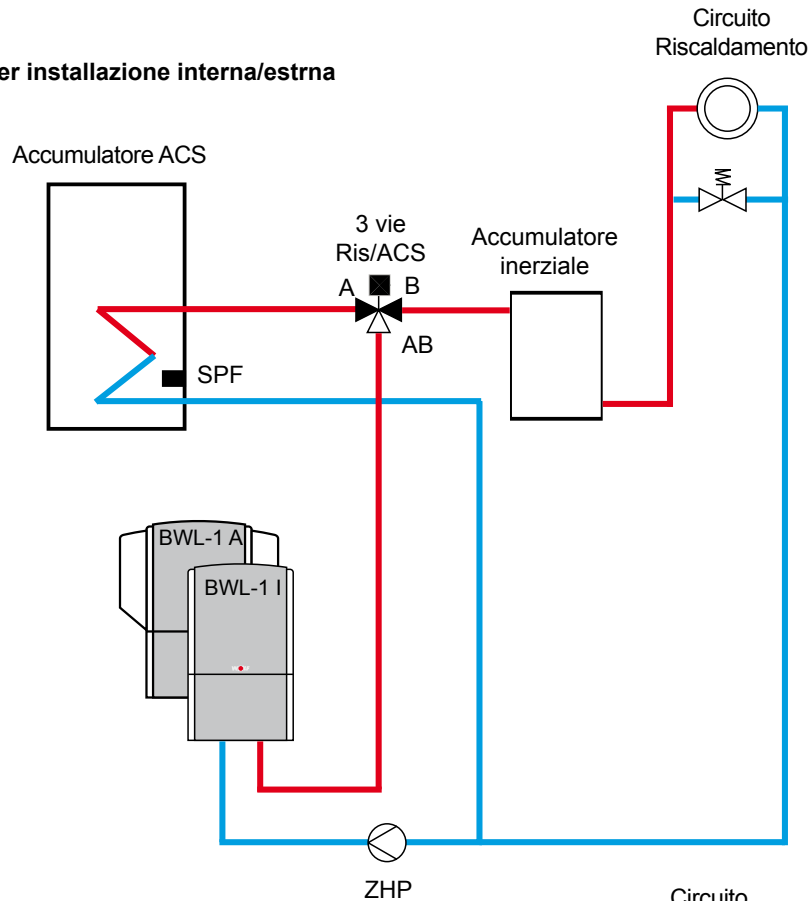 Circuito
Riscaldamento
er installazione interna/estrna
Accumulatore ACS
3 vie
Ris/ACS
Accumulatore
inerziale
A
B
AB
SPF
BWL-1 A
BWL-1 I
ZHP
Circuito